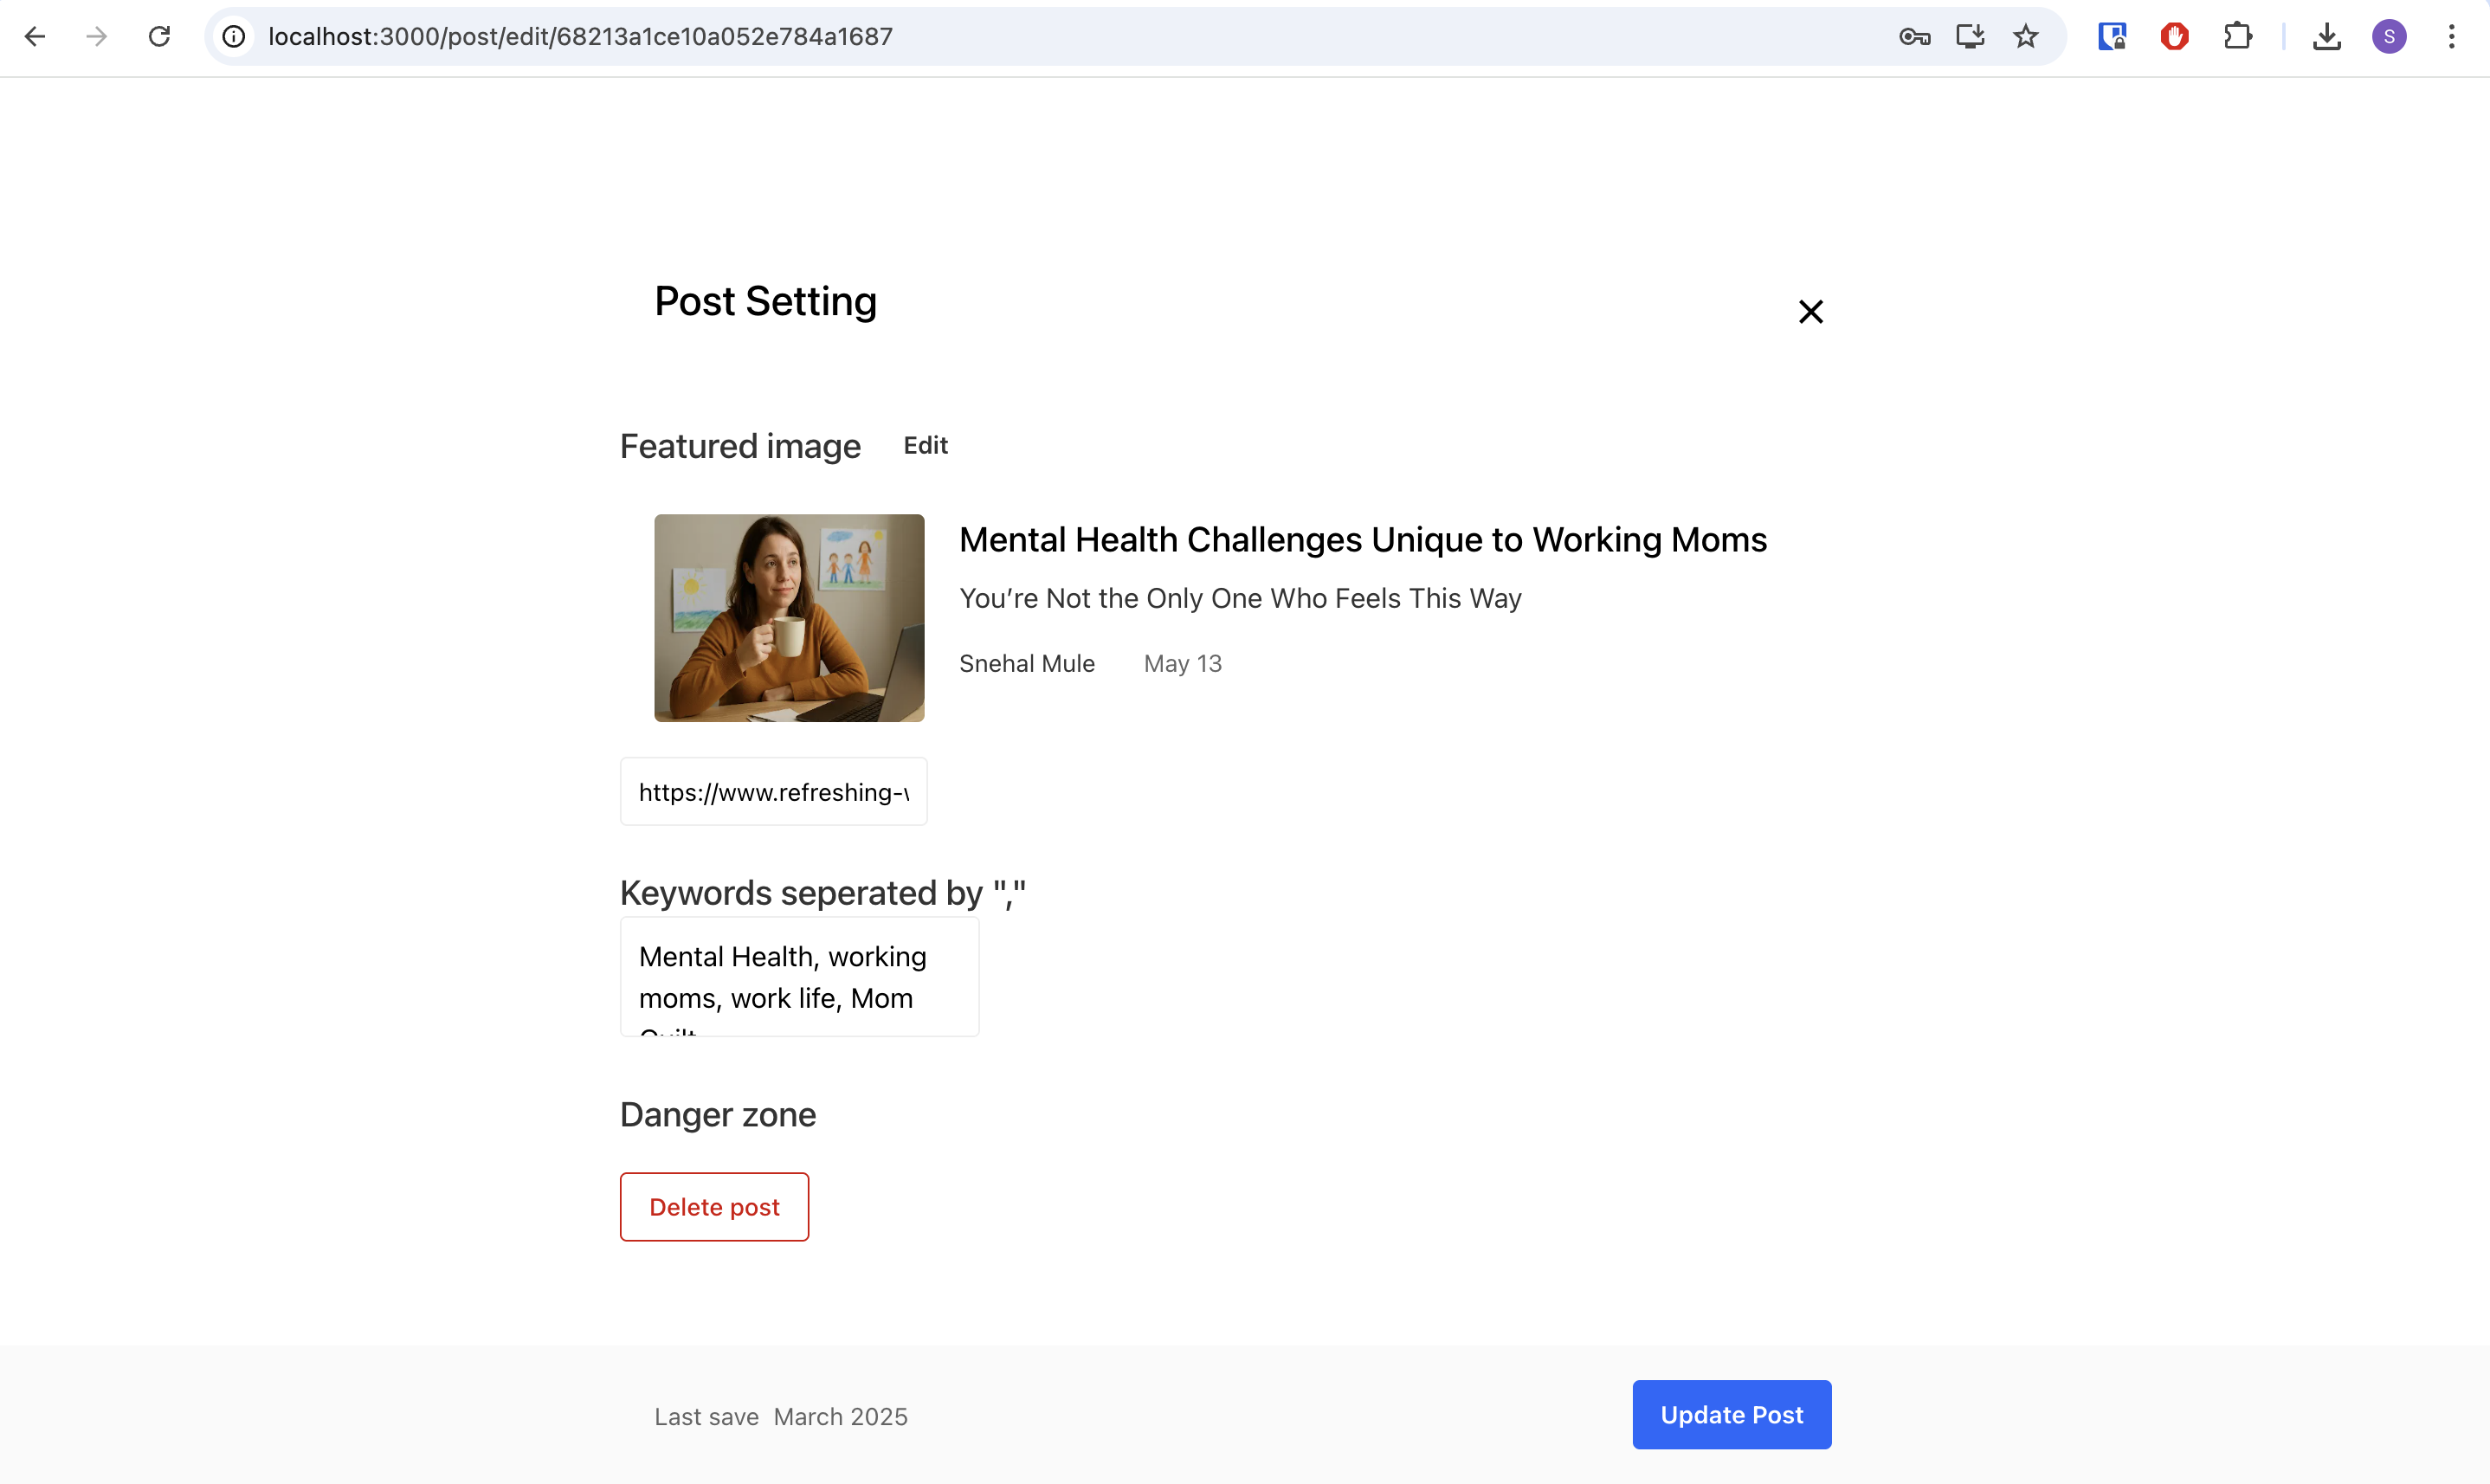 localhost:3000/post/edit/68213a1ce10a052e784a1687
S
Post Setting
Featured image Edit
Mental Health Challenges Unique to Working Moms
You’re Not the Only One Who Feels This Way
Snehal Mule May 13
https://www.refreshing-
Keywords seperated by ","
Mental Health, working
moms, work life, Mom
Danger zone
Delete post
Last save March 2025
Update Post